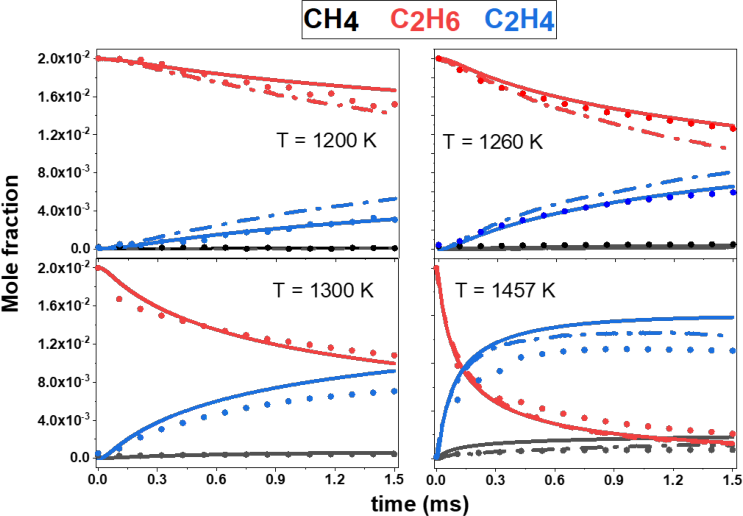 CH4 C2H6 C2H4
Mole fraction
2.0x10-2
1.6x10-2
1.2x10-2
8.0x10-3
4.0x10-3
0.0
T = 1200 K
T = 1260 K
2.0x10-2
1.6x10-2
1.2x10-2
8.0x10-3
4.0x10-3
0.0
T = 1300 K
T = 1457 K
0.0 0.3 0.6 0.9 1.2 1.5
0.0 0.3 0.6 0.9 1.2 1.5
time (ms)